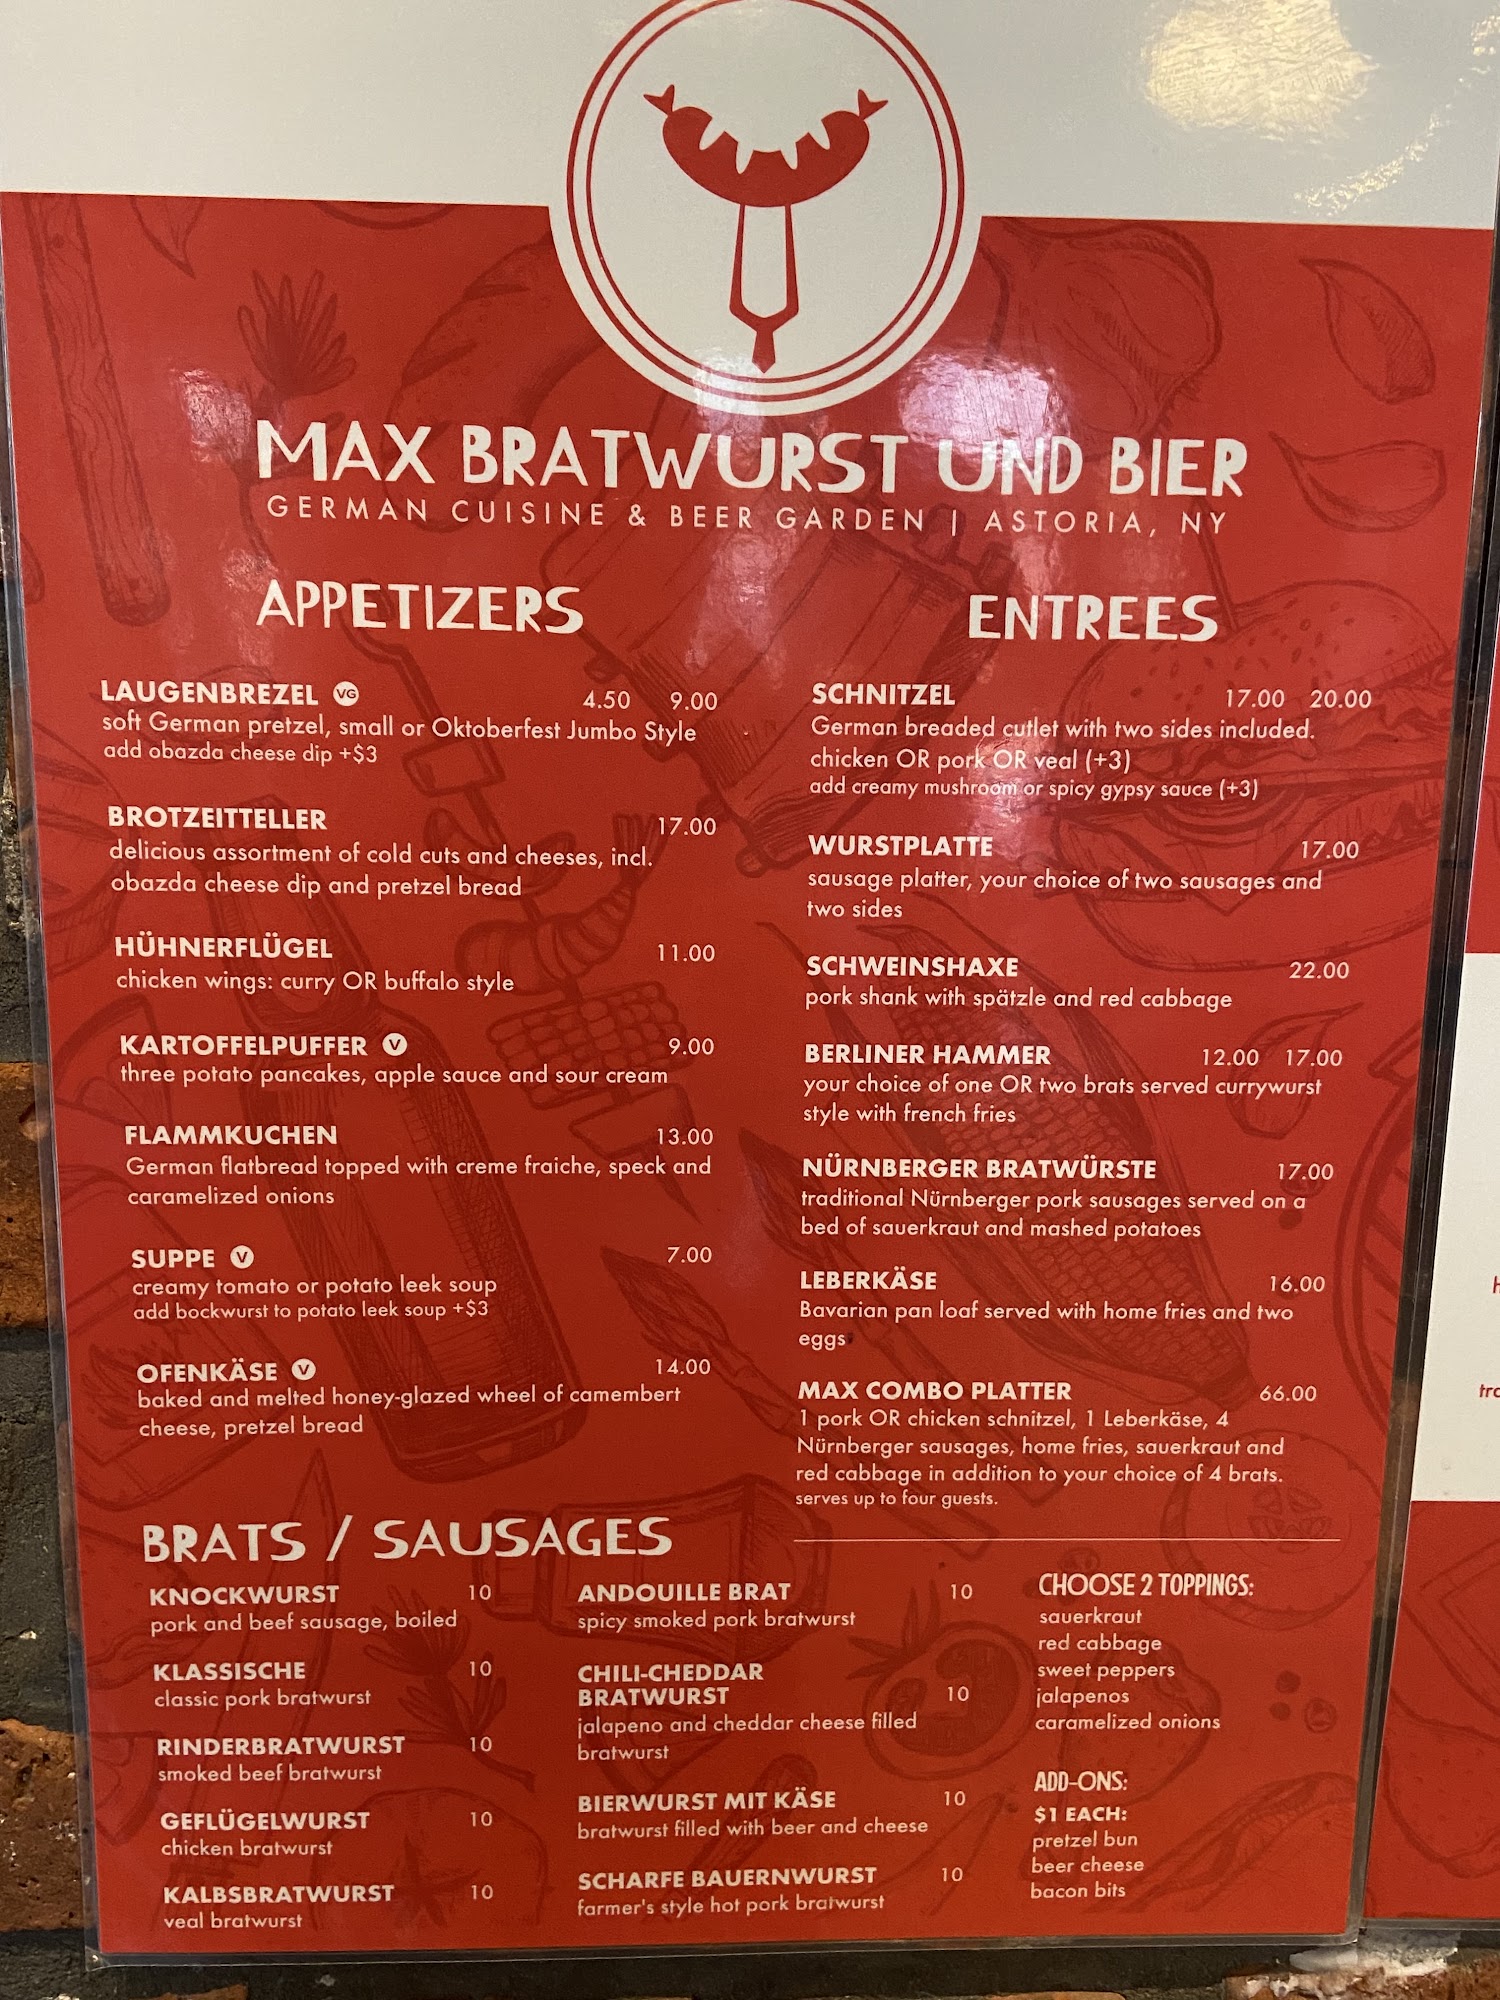 MAX BRATWURST UND BIER
GERMAN CUISINE & BEER GARDEN | ASTORIA, NY
APPETIZERS
LAUGENBREZEL VG 4.50 9.00
soft German pretzel, small or Oktoberfest Jumbo Style
add obazda cheese dip +$3
BROTZEITTELLER 17.00
delicious assortment of cold cuts and cheeses, incl.
obazda cheese dip and pretzel bread
HÜHNERFLÜGEL 11.00
chicken wings: curry OR buffalo style
KARTOFFELPUFFER V 9.00
three potato pancakes, apple sauce and sour cream
FLAMMKUCHEN 13.00
German flatbread topped with creme fraiche, speck and
caramelized onions
SUPPE V 7.00
creamy tomato or potato leek soup
add bockwurst to potato leek soup +$3
OFENKÄSE V 14.00
baked and melted honey-glazed wheel of camembert
cheese, pretzel bread
ENTREES
SCHNITZEL 17.00 20.00
German breaded cutlet with two sides included.
chicken OR pork OR veal (+3)
add creamy mushroom or spicy gypsy sauce (+3)
WURSTPLATTE 17.00
sausage platter, your choice of two sausages and
two sides
SCHWEINSHAXE 22.00
pork shank with spätzle and red cabbage
BERLINER HAMMER 12.00 17.00
your choice of one OR two brats served currywurst
style with french fries
NÜRNBERGER BRATWÜRSTE 17.00
traditional Nürnberger pork sausages served on a
bed of sauerkraut and mashed potatoes
LEBERKÄSE 16.00
Bavarian pan loaf served with home fries and two
eggs
MAX COMBO PLATTER 66.00
1 pork OR chicken schnitzel, 1 Leberkäse, 4
Nürnberger sausages, home fries, sauerkraut and
red cabbage in addition to your choice of 4 brats.
serves up to four guests.
BRATS / SAUSAGES
KNOCKWURST 10
pork and beef sausage, boiled
KLASSISCHE 10
classic pork bratwurst
RINDERBRATWURST 10
smoked beef bratwurst
GEFLÜGELWURST 10
chicken bratwurst
KALBSBRATWURST 10
veal bratwurst
ANDOUILLE BRAT 10
spicy smoked pork bratwurst
CHILI-CHEDDAR
BRATWURST 10
jalapeno and cheddar cheese filled
bratwurst
BIERWURST MIT KÄSE 10
bratwurst filled with beer and cheese
SCHARFE BAUERNWURST 10
farmer's style hot pork bratwurst
CHOOSE 2 TOPPINGS:
sauerkraut
red cabbage
sweet peppers
jalapenos
caramelized onions
ADD-ONS:
$1 EACH:
pretzel bun
beer cheese
bacon bits